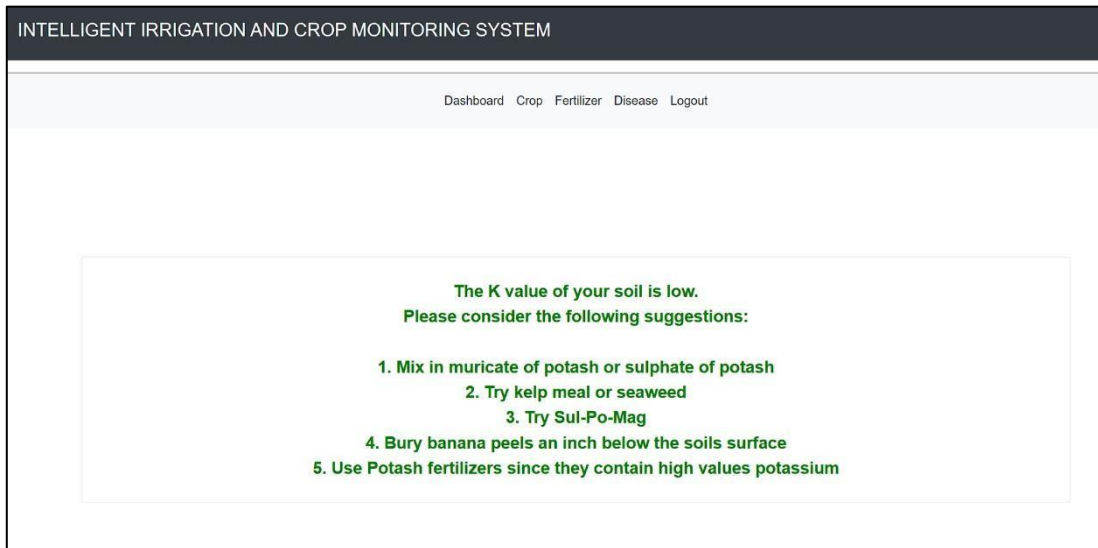 INTELLIGENT IRRIGATION AND CROP MONITORING SYSTEM
Dashboard Crop Fertilizer Disease Logout
The K value of your soil is low.
Please consider the following suggestions:
1. Mix in muricate of potash or sulphate of potash
2. Try kelp meal or seaweed
3. Try Sul-Po-Mag
4. Bury banana peels an inch below the soils surface
5. Use Potash fertilizers since they contain high values potassium